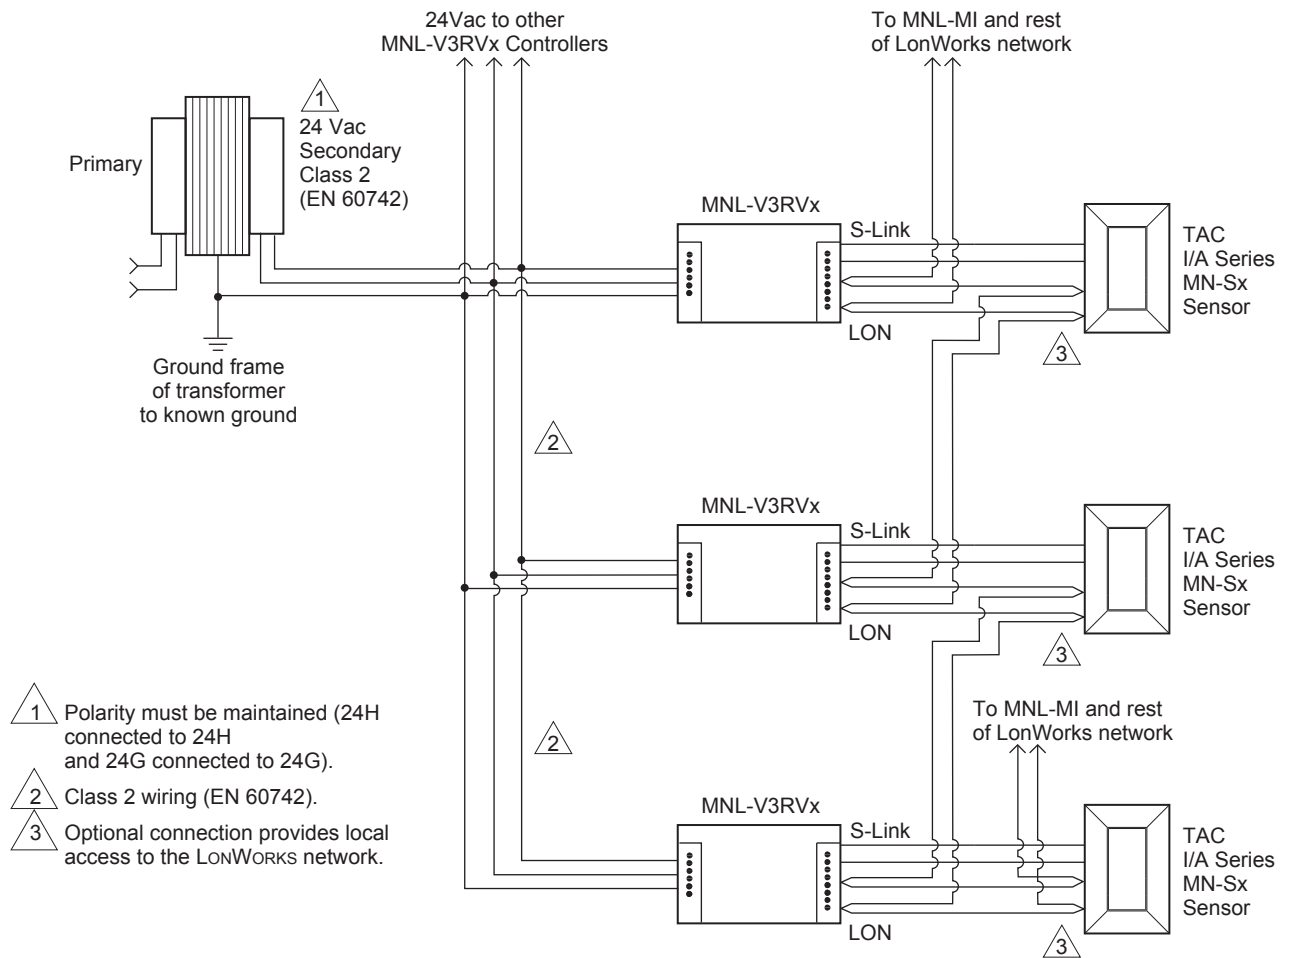 24Vac to other
MNL-V3RVx Controllers
To MNL-MI and rest
of LonWorks network
1
24 Vac
Secondary
Class 2
(EN 60742)
Primary
Ground frame
of transformer
to known ground
MNL-V3RVx
S-Link
LON
TAC
I/A Series
MN-Sx
Sensor
3
2
MNL-V3RVx
S-Link
LON
TAC
I/A Series
MN-Sx
Sensor
3
2
To MNL-MI and rest
of LonWorks network
MNL-V3RVx
S-Link
LON
TAC
I/A Series
MN-Sx
Sensor
3
1 Polarity must be maintained (24H
connected to 24H
and 24G connected to 24G).
2 Class 2 wiring (EN 60742).
3 Optional connection provides local
access to the LONWORKS network.